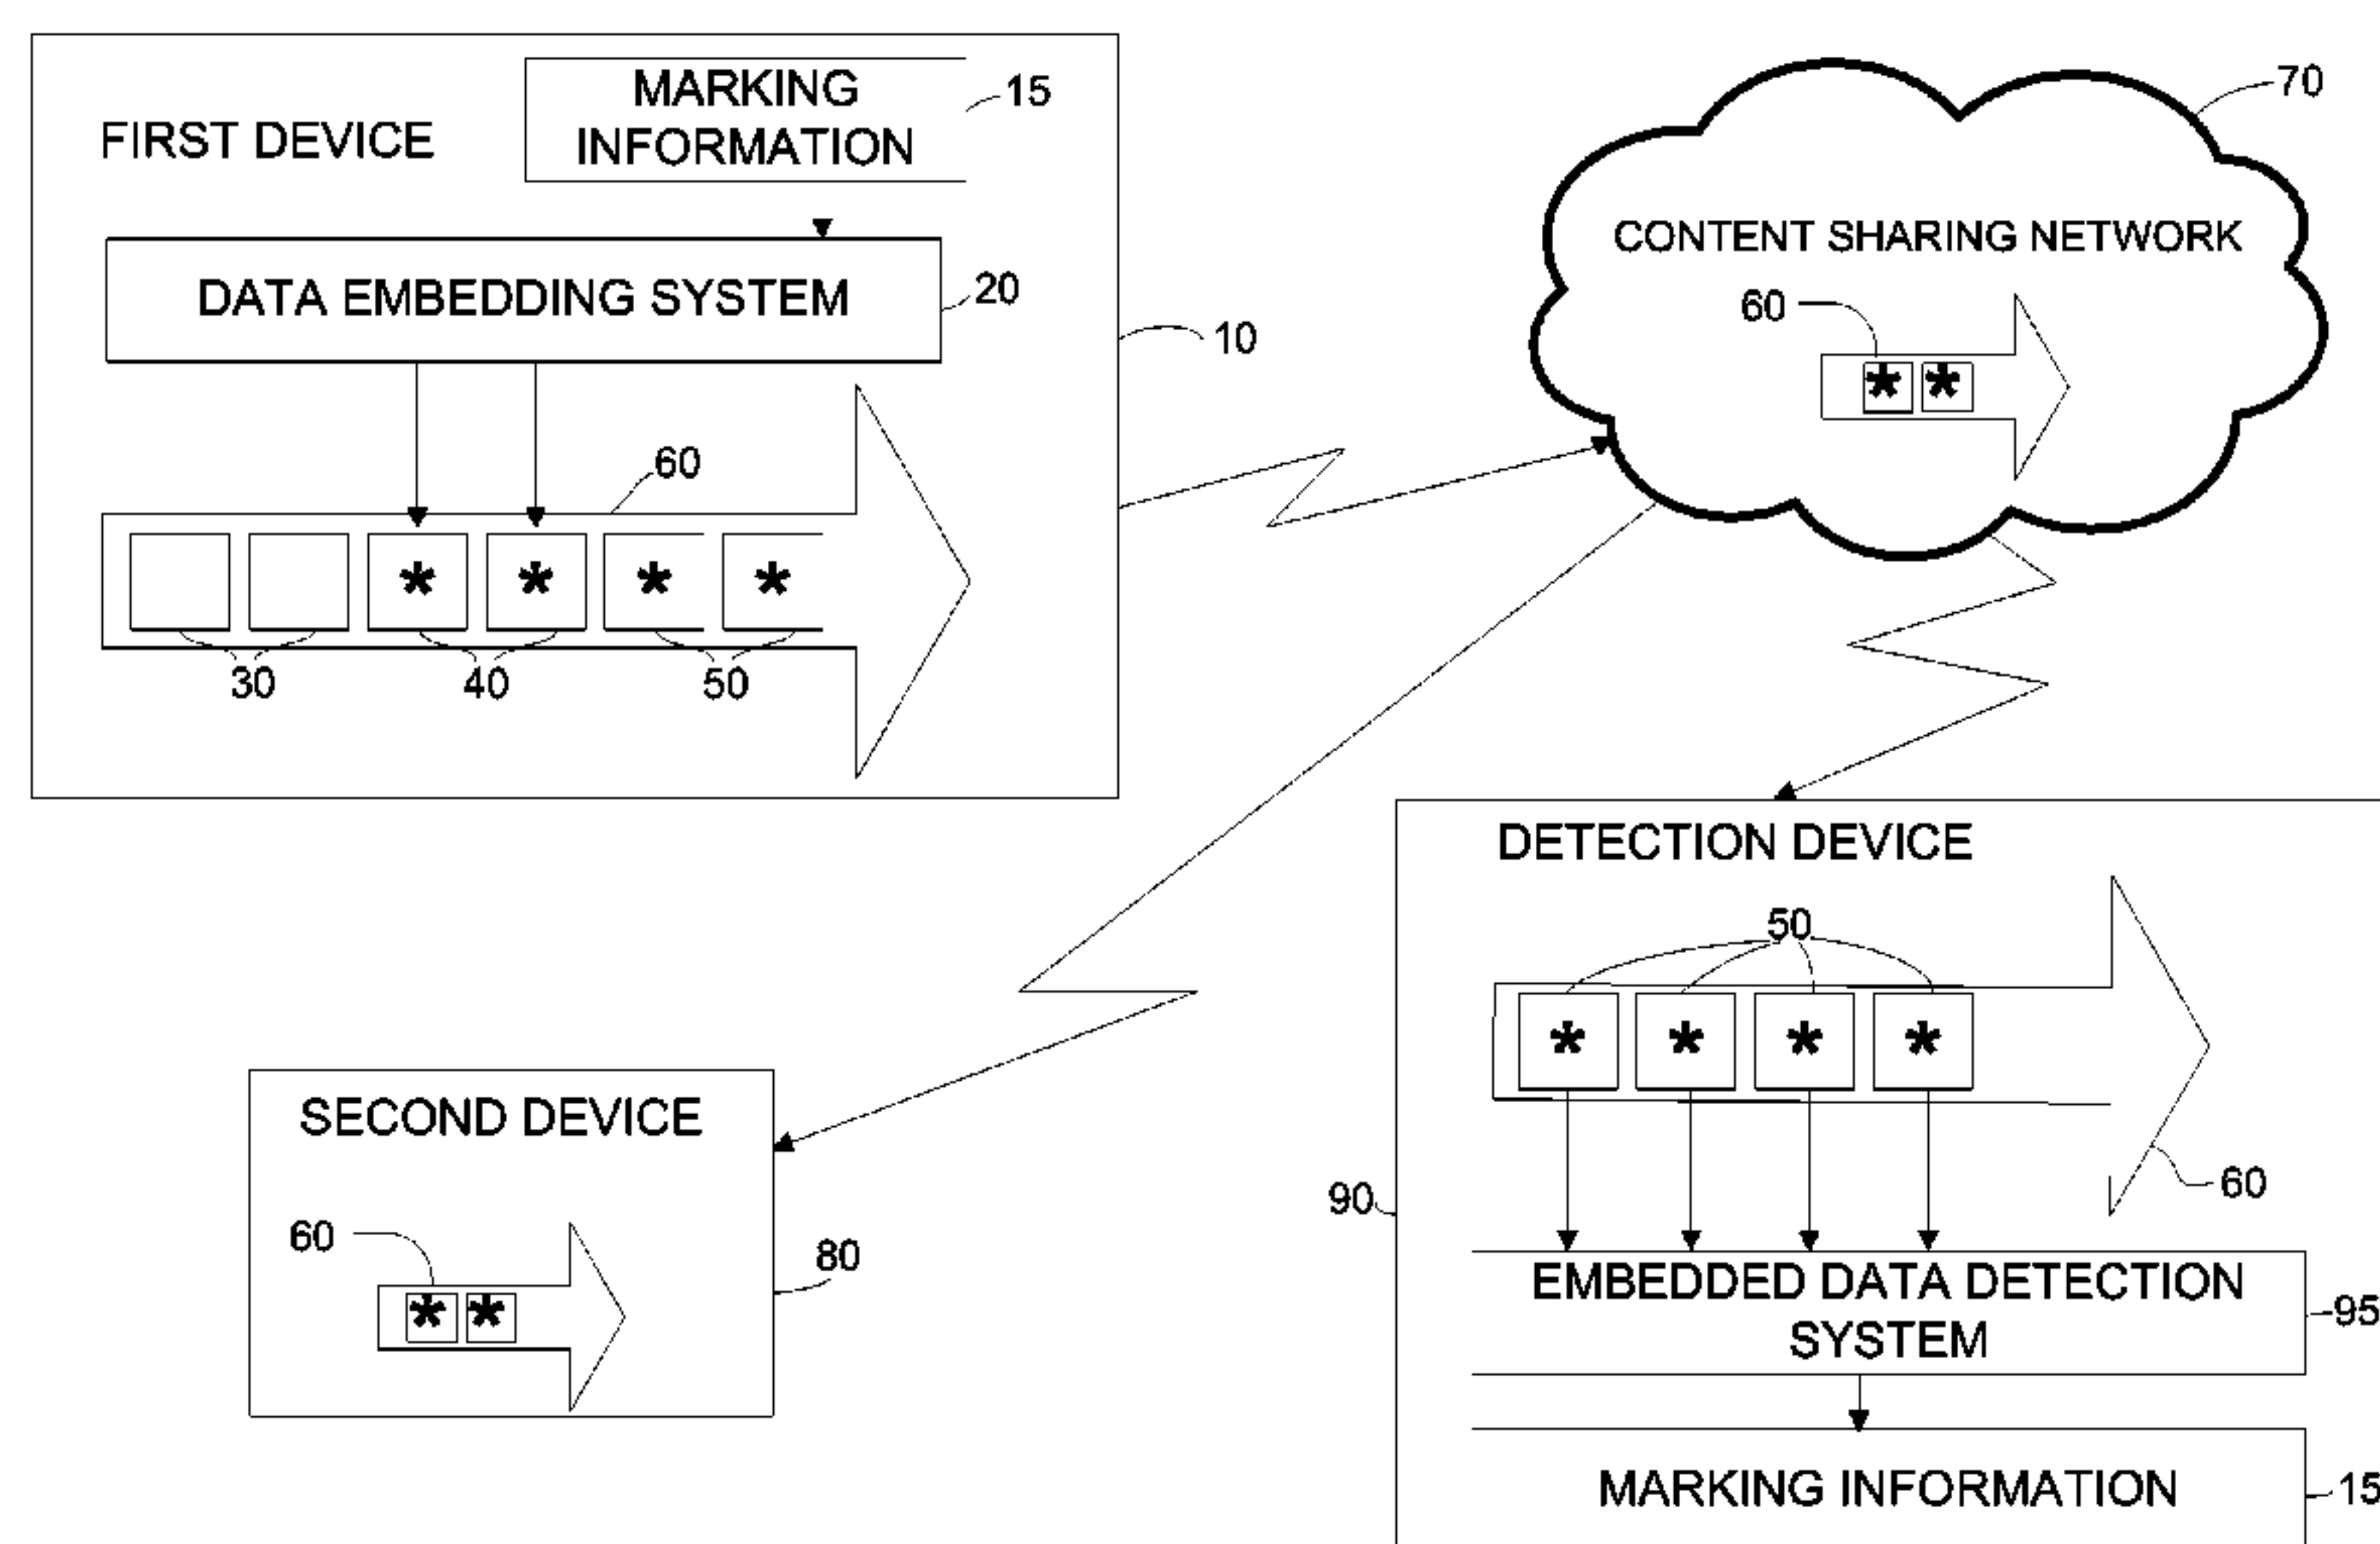 MARKING
INFORMATION
15
FIRST DEVICE
DATA EMBEDDING SYSTEM
20
10
60
* * * *
30 40 50
70
CONTENT SHARING NETWORK
60
* *
SECOND DEVICE
60
80
* *
DETECTION DEVICE
50
* * * *
60
90
EMBEDDED DATA DETECTION
SYSTEM
95
MARKING INFORMATION
15